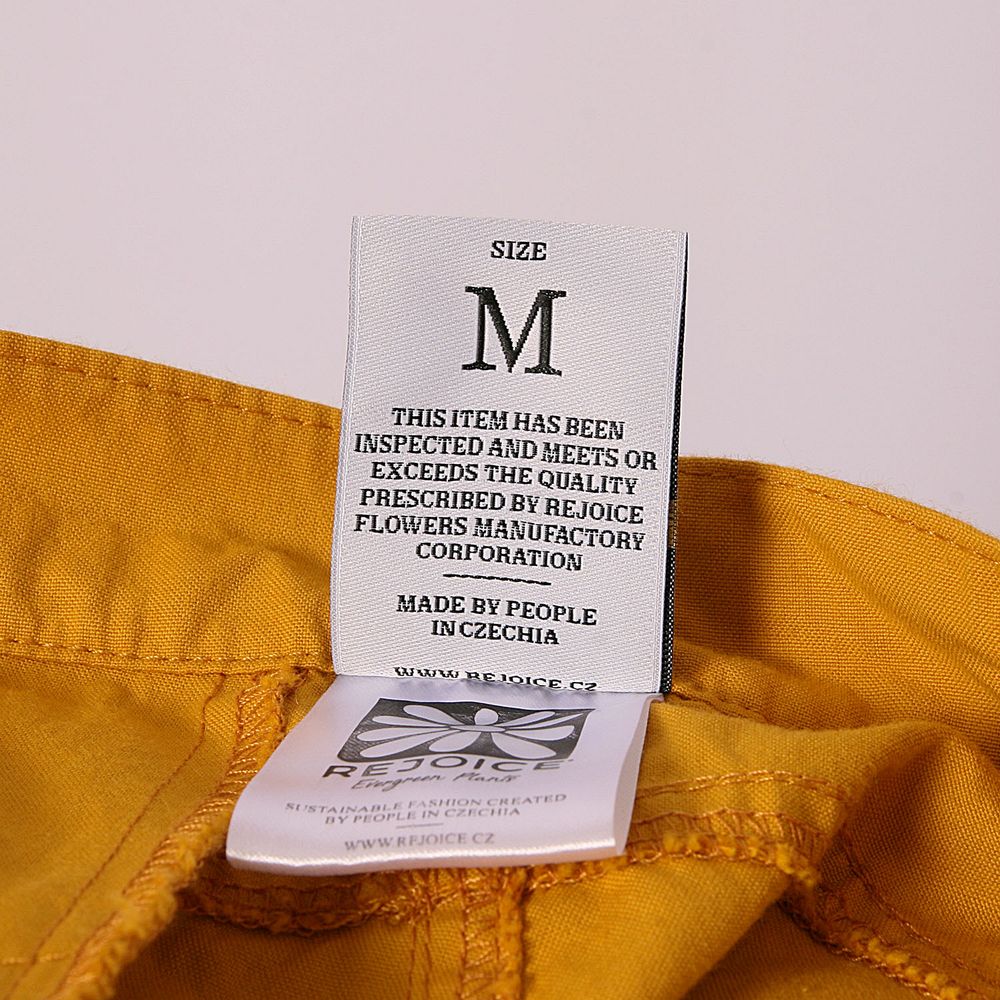 SIZE
M
THIS ITEM HAS BEEN
INSPECTED AND MEETS OR
EXCEEDS THE QUALITY
PRESCRIBED BY REJOICE
FLOWERS MANUFACTORY
CORPORATION
MADE BY PEOPLE
IN CZECHIA
WWW.REJOICE.CZ
REJOICE
Evergreen Plants
SUSTAINABLE FASHION CREATED
BY PEOPLE IN CZECHIA
WWW.REJOICE.CZ